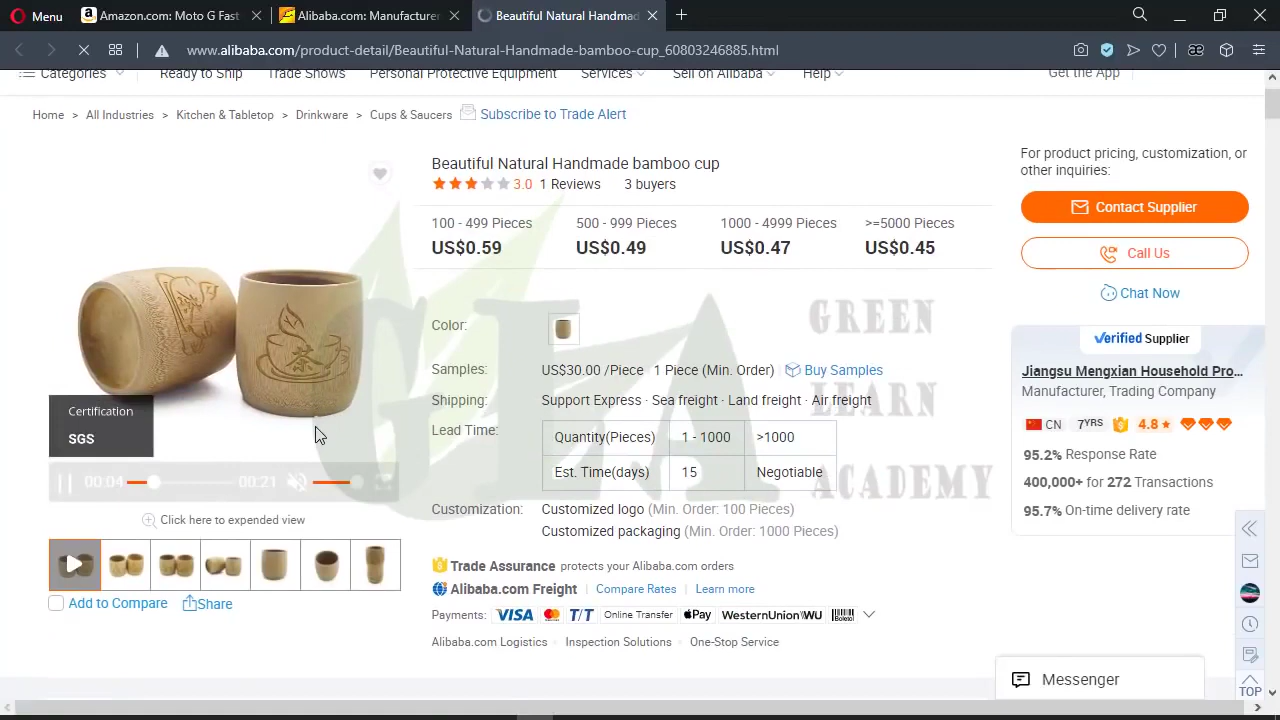 Menu
Amazon.com: Moto G Fast
Alibaba.com: Manufacturer
Beautiful Natural Handmad
www.alibaba.com/product-detail/Beautiful-Natural-Handmade-bamboo-cup_60803246885.html
Categories
Ready to Ship
Trade Shows
Personal Protective Equipment
Services
Sell on Alibaba
Help
Get the App
Home > All Industries > Kitchen & Tabletop > Drinkware > Cups & Saucers
Subscribe to Trade Alert
Beautiful Natural Handmade bamboo cup
3.0 1 Reviews 3 buyers
100 - 499 Pieces 500 - 999 Pieces 1000 - 4999 Pieces >=5000 Pieces
US$0.59 US$0.49 US$0.47 US$0.45
For product pricing, customization, or
other inquiries:
Contact Supplier
Call Us
Chat Now
茶
Certification
SGS
00:04 00:21
Click here to expended view
Add to Compare
Share
Color:
Samples: US$30.00 /Piece 1 Piece (Min. Order) Buy Samples
Shipping: Support Express · Sea freight · Land freight · Air freight
Lead Time:
Quantity(Pieces) 1 - 1000 >1000
Est. Time(days) 15 Negotiable
Customization: Customized logo (Min. Order: 100 Pieces)
Customized packaging (Min. Order: 1000 Pieces)
Trade Assurance protects your Alibaba.com orders
Alibaba.com Freight Compare Rates Learn more
Payments: VISA T/T Online Transfer Pay WesternUnion WU Boleto
Alibaba.com Logistics Inspection Solutions One-Stop Service
GLA
GREEN
LEARN
ACADEMY
Verified Supplier
Jiangsu Mengxian Household Pro...
Manufacturer, Trading Company
CN 7YRS 4.8
95.2% Response Rate
400,000+ for 272 Transactions
95.7% On-time delivery rate
TOP
Messenger